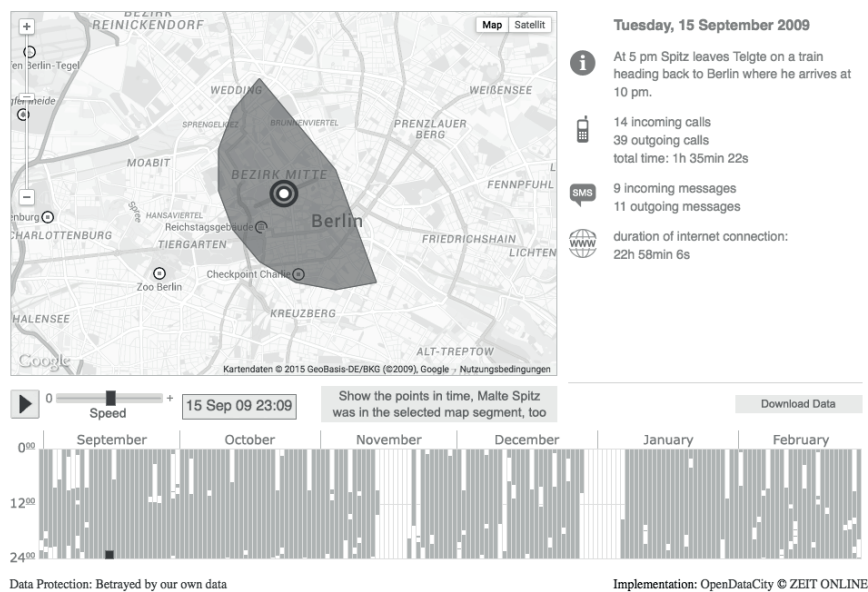 BEZIRK
REINICKENDORF
Map Satellit
en Berlin-Tegel
WEDDING
WEISSENSEE
SPRENGELKIEZ
BRUNNENVIERTEL
PRENZLAUER
BERG
MOABIT
BEZIRK MITTE
FENNPFUHL
Spree
HANSAVIERTEL
Reichstagsgebäude
Berlin
enburg
CHARLOTTENBURG
TIERGARTEN
FRIEDRICHSHAIN
LICHTEN
Checkpoint Charlie
Zoo Berlin
HALENSEE
KREUZBERG
ALT-TREPTOW
Google
Kartendaten © 2015 GeoBasis-DE/BKG (©2009), Google - Nutzungsbedingungen
Tuesday, 15 September 2009
At 5 pm Spitz leaves Telgte on a train
heading back to Berlin where he arrives at
10 pm.
14 incoming calls
39 outgoing calls
total time: 1h 35min 22s
SMS
9 incoming messages
11 outgoing messages
WWW
duration of internet connection:
22h 58min 6s
0 +
Speed
15 Sep 09 23:09
Show the points in time, Malte Spitz
was in the selected map segment, too
Download Data
September October November December January February
0⁰⁰
12⁰⁰
24⁰⁰
Data Protection: Betrayed by our own data
Implementation: OpenDataCity © ZEIT ONLINE